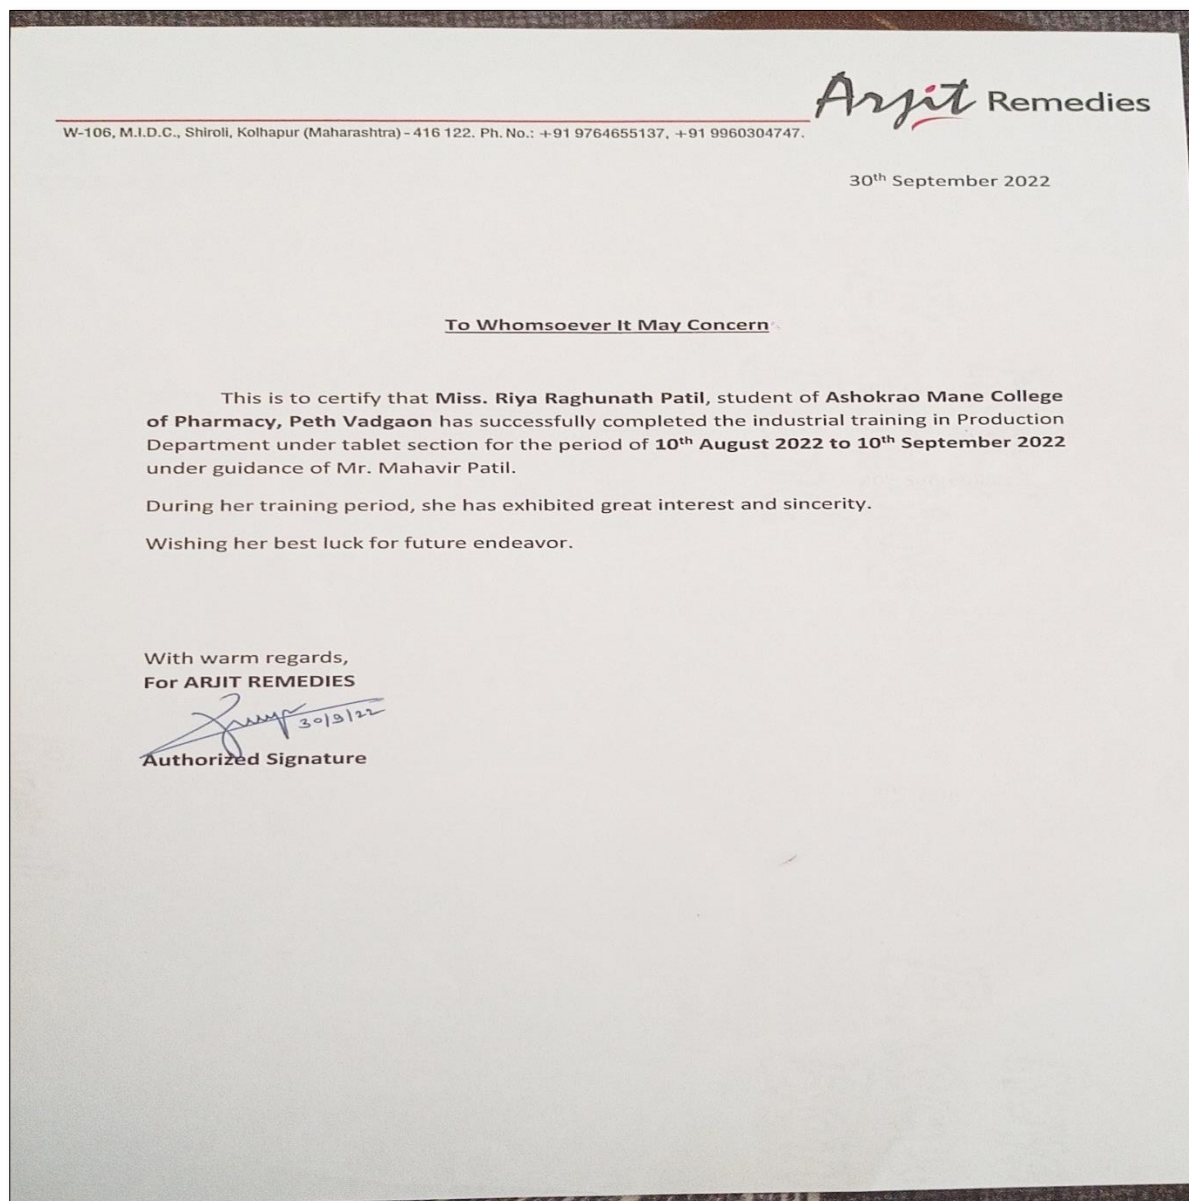 Arjit Remedies
W-106, M.I.D.C., Shiroli, Kolhapur (Maharashtra) - 416 122. Ph. No.: +91 9764655137, +91 9960304747.
30th September 2022
To Whomsoever It May Concern
This is to certify that Miss. Riya Raghunath Patil, student of Ashokrao Mane College
of Pharmacy, Peth Vadgaon has successfully completed the industrial training in Production
Department under tablet section for the period of 10th August 2022 to 10th September 2022
under guidance of Mr. Mahavir Patil.
During her training period, she has exhibited great interest and sincerity.
Wishing her best luck for future endeavor.
With warm regards,
For ARJIT REMEDIES
30/9/22
Authorized Signature